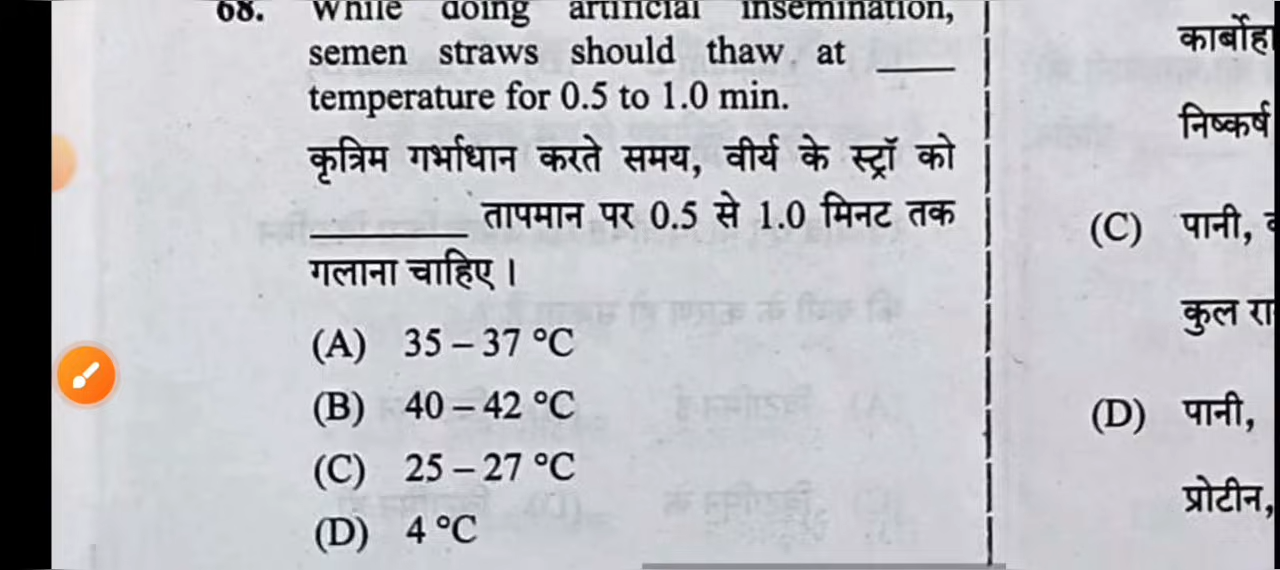 68. While doing artificial insemination,
semen straws should thaw at ____
temperature for 0.5 to 1.0 min.
कृत्रिम गर्भाधान करते समय, वीर्य के स्ट्रॉ को
________ तापमान पर 0.5 से 1.0 मिनट तक
गलाना चाहिए ।
(A) 35 – 37 °C
(B) 40 – 42 °C
(C) 25 – 27 °C
(D) 4 °C
निष्कर्ष
(C) पानी,
कुल
(D) पानी,
प्रोटीन,